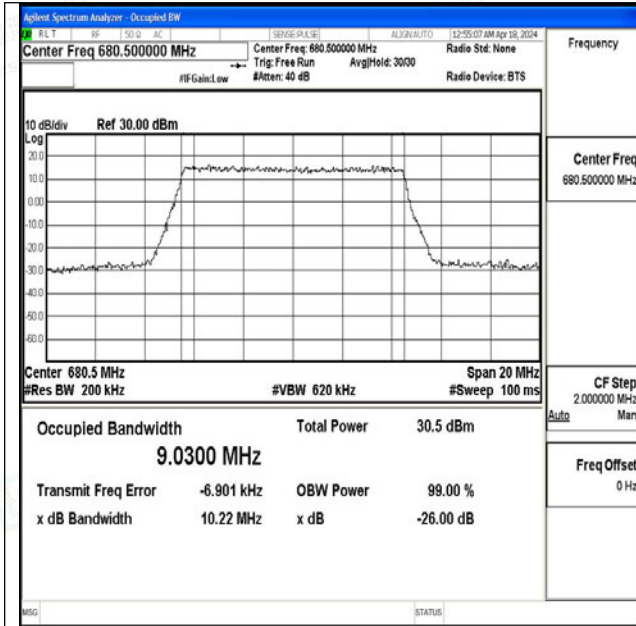 Agilent Spectrum Analyzer - Occupied BW
RL T RF 50 Ω AC SENSE:PULSE ALIGN AUTO 12:55:07 AM Apr 18, 2024
Center Freq 680.500000 MHz Center Freq: 680.500000 MHz Radio Std: None Frequency
Trig: Free Run Avg|Hold: 30/30
#IFGain:Low #Atten: 40 dB Radio Device: BTS
10 dB/div Ref 30.00 dBm
Log
20.0
10.0
0.00
-10.0
-20.0
-30.0
-40.0
-50.0
-60.0
Center Freq
680.500000 MHz
Center 680.5 MHz Span 20 MHz
#Res BW 200 kHz #VBW 620 kHz #Sweep 100 ms
CF Step
2.000000 MHz
Auto Man
Occupied Bandwidth Total Power 30.5 dBm
9.0300 MHz
Transmit Freq Error -6.901 kHz OBW Power 99.00 %
x dB Bandwidth 10.22 MHz x dB -26.00 dB
Freq Offset
0 Hz
MSG STATUS